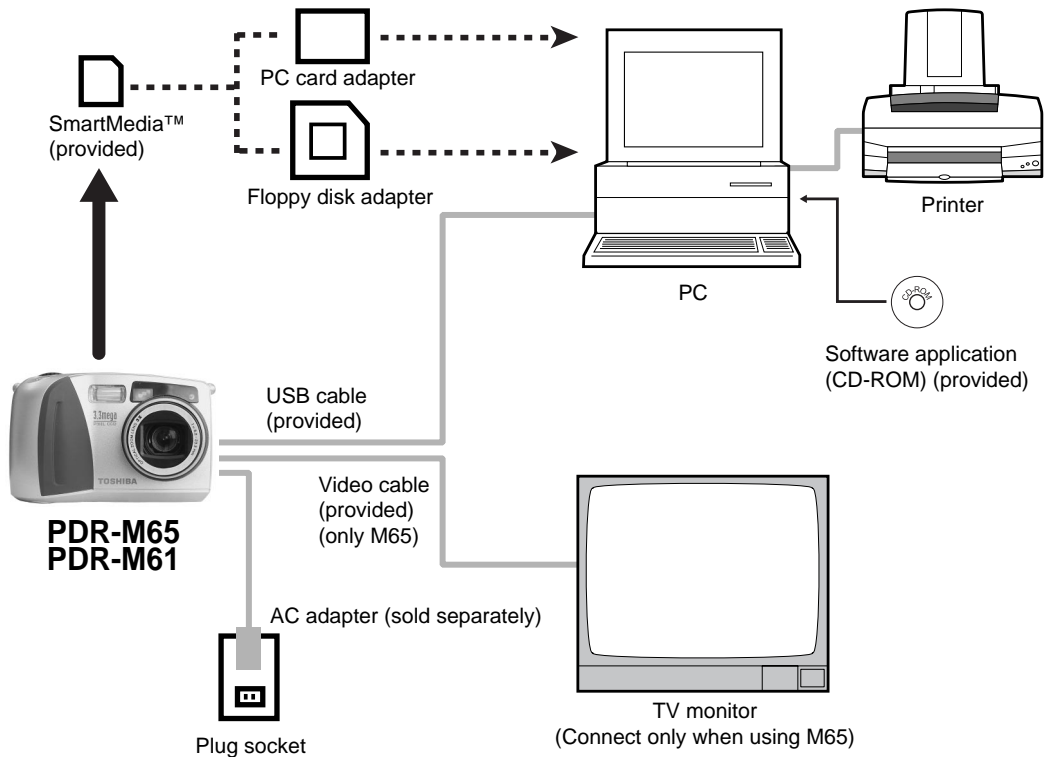 PC card adapter
SmartMedia™
(provided)
Floppy disk adapter
Printer
PC
CD-ROM
Software application
(CD-ROM) (provided)
USB cable
(provided)
3.3mega
TOSHIBA
Video cable
(provided)
(only M65)
PDR-M65
PDR-M61
AC adapter (sold separately)
Plug socket
TV monitor
(Connect only when using M65)